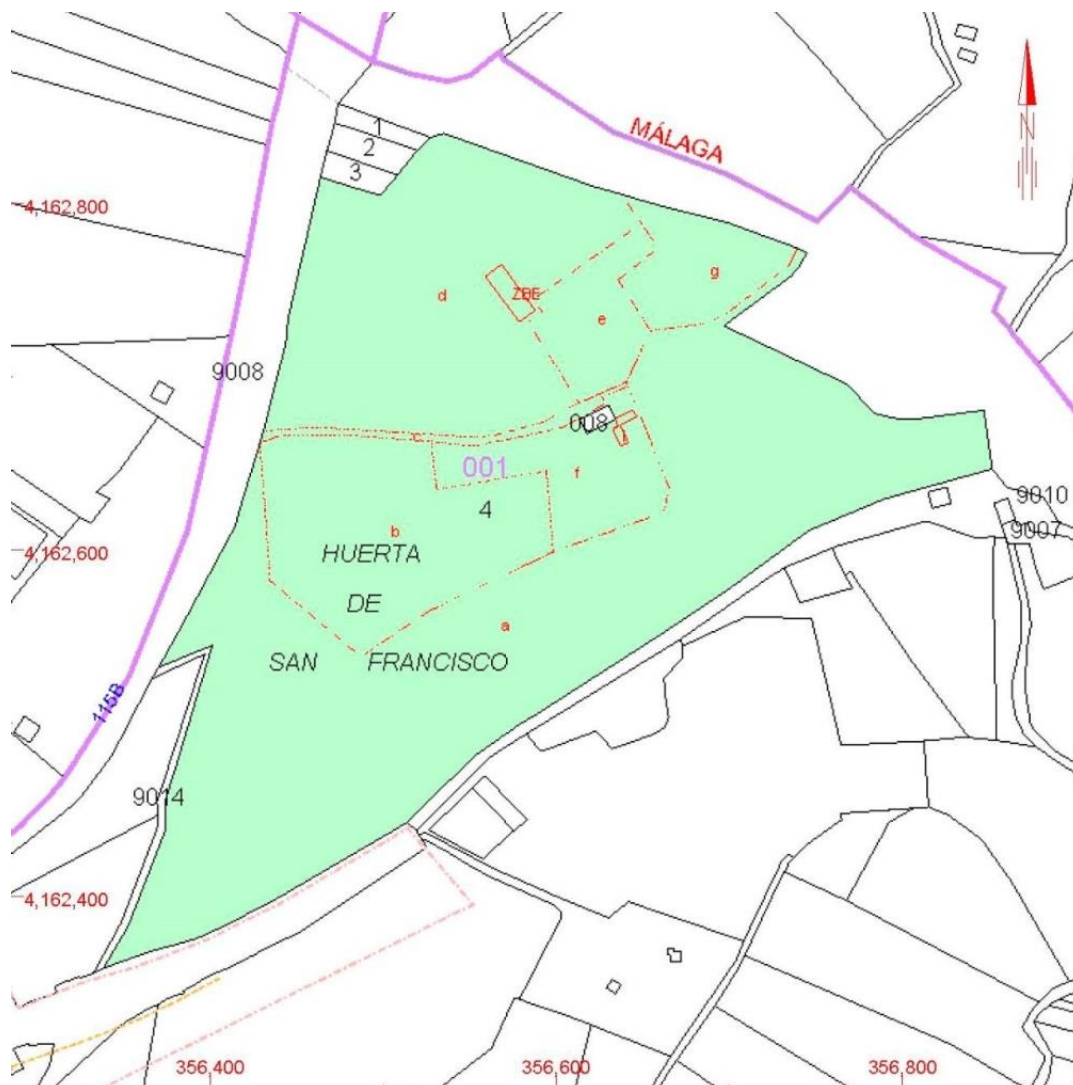 1
2
3
MÁLAGA
N
4,162,800
d
ZBE
g
e
9008
008
c
001
f
4
9010
9007
b
4,162,600
HUERTA
DE
a
SAN FRANCISCO
115B
9014
4,162,400
356,400
356,600
356,800